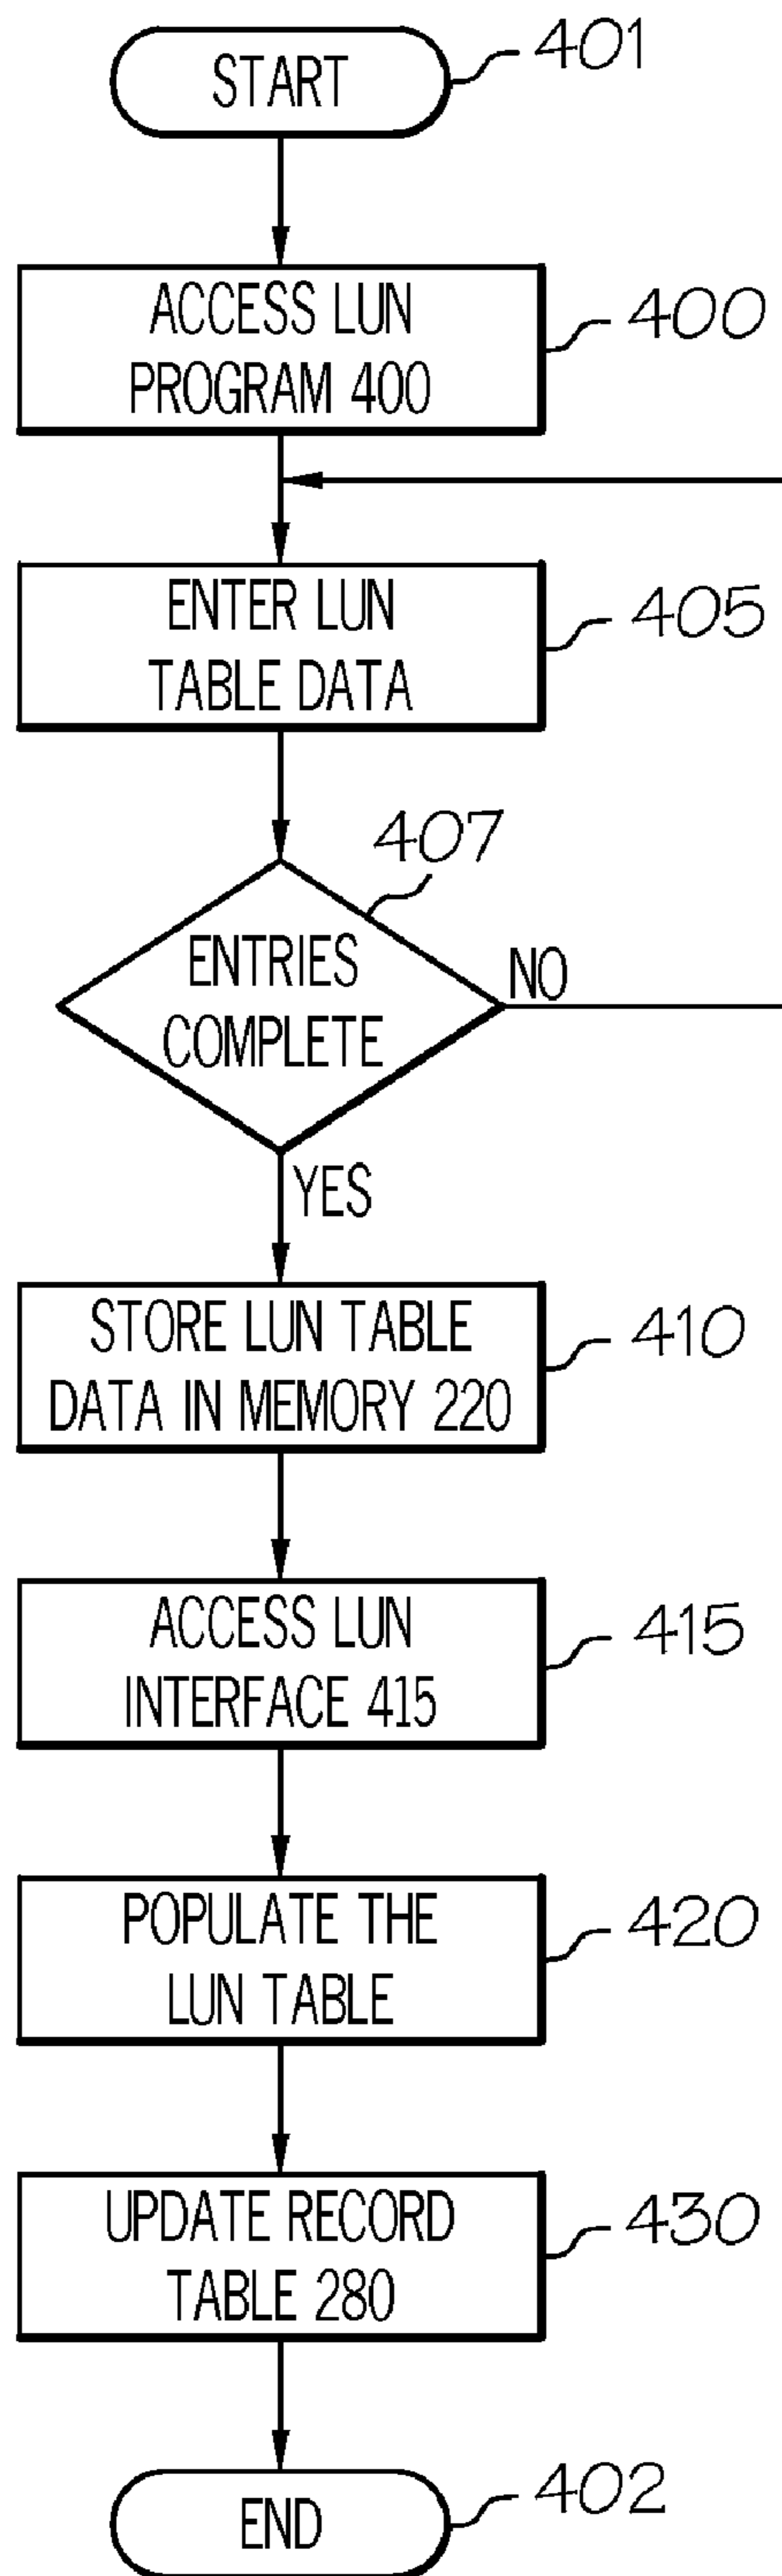 START
401
ACCESS LUN
PROGRAM 400
400
ENTER LUN
TABLE DATA
405
407
ENTRIES
COMPLETE
NO
YES
STORE LUN TABLE
DATA IN MEMORY 220
410
ACCESS LUN
INTERFACE 415
415
POPULATE THE
LUN TABLE
420
UPDATE RECORD
TABLE 280
430
END
402